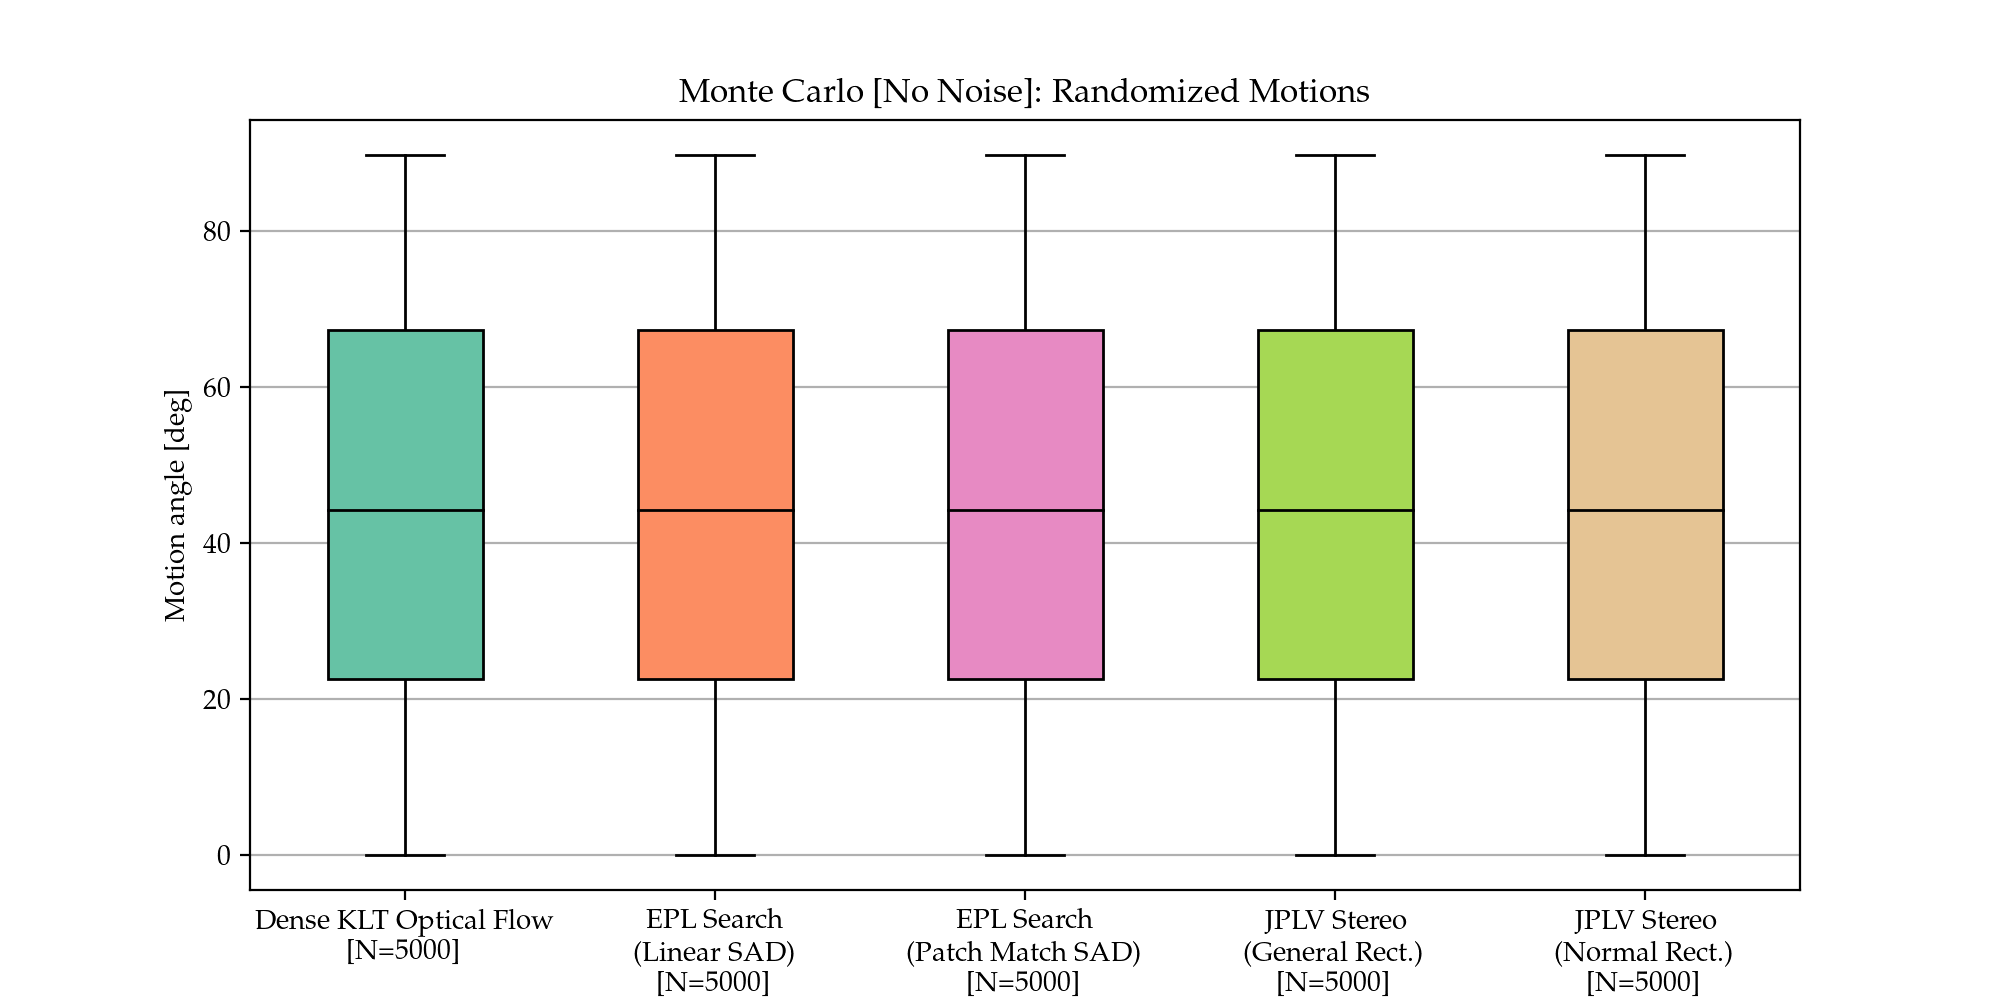 Monte Carlo [No Noise]: Randomized Motions
Motion angle [deg]
80
60
40
20
0
Dense KLT Optical Flow
[N=5000]
EPL Search
(Linear SAD)
[N=5000]
EPL Search
(Patch Match SAD)
[N=5000]
JPLV Stereo
(General Rect.)
[N=5000]
JPLV Stereo
(Normal Rect.)
[N=5000]